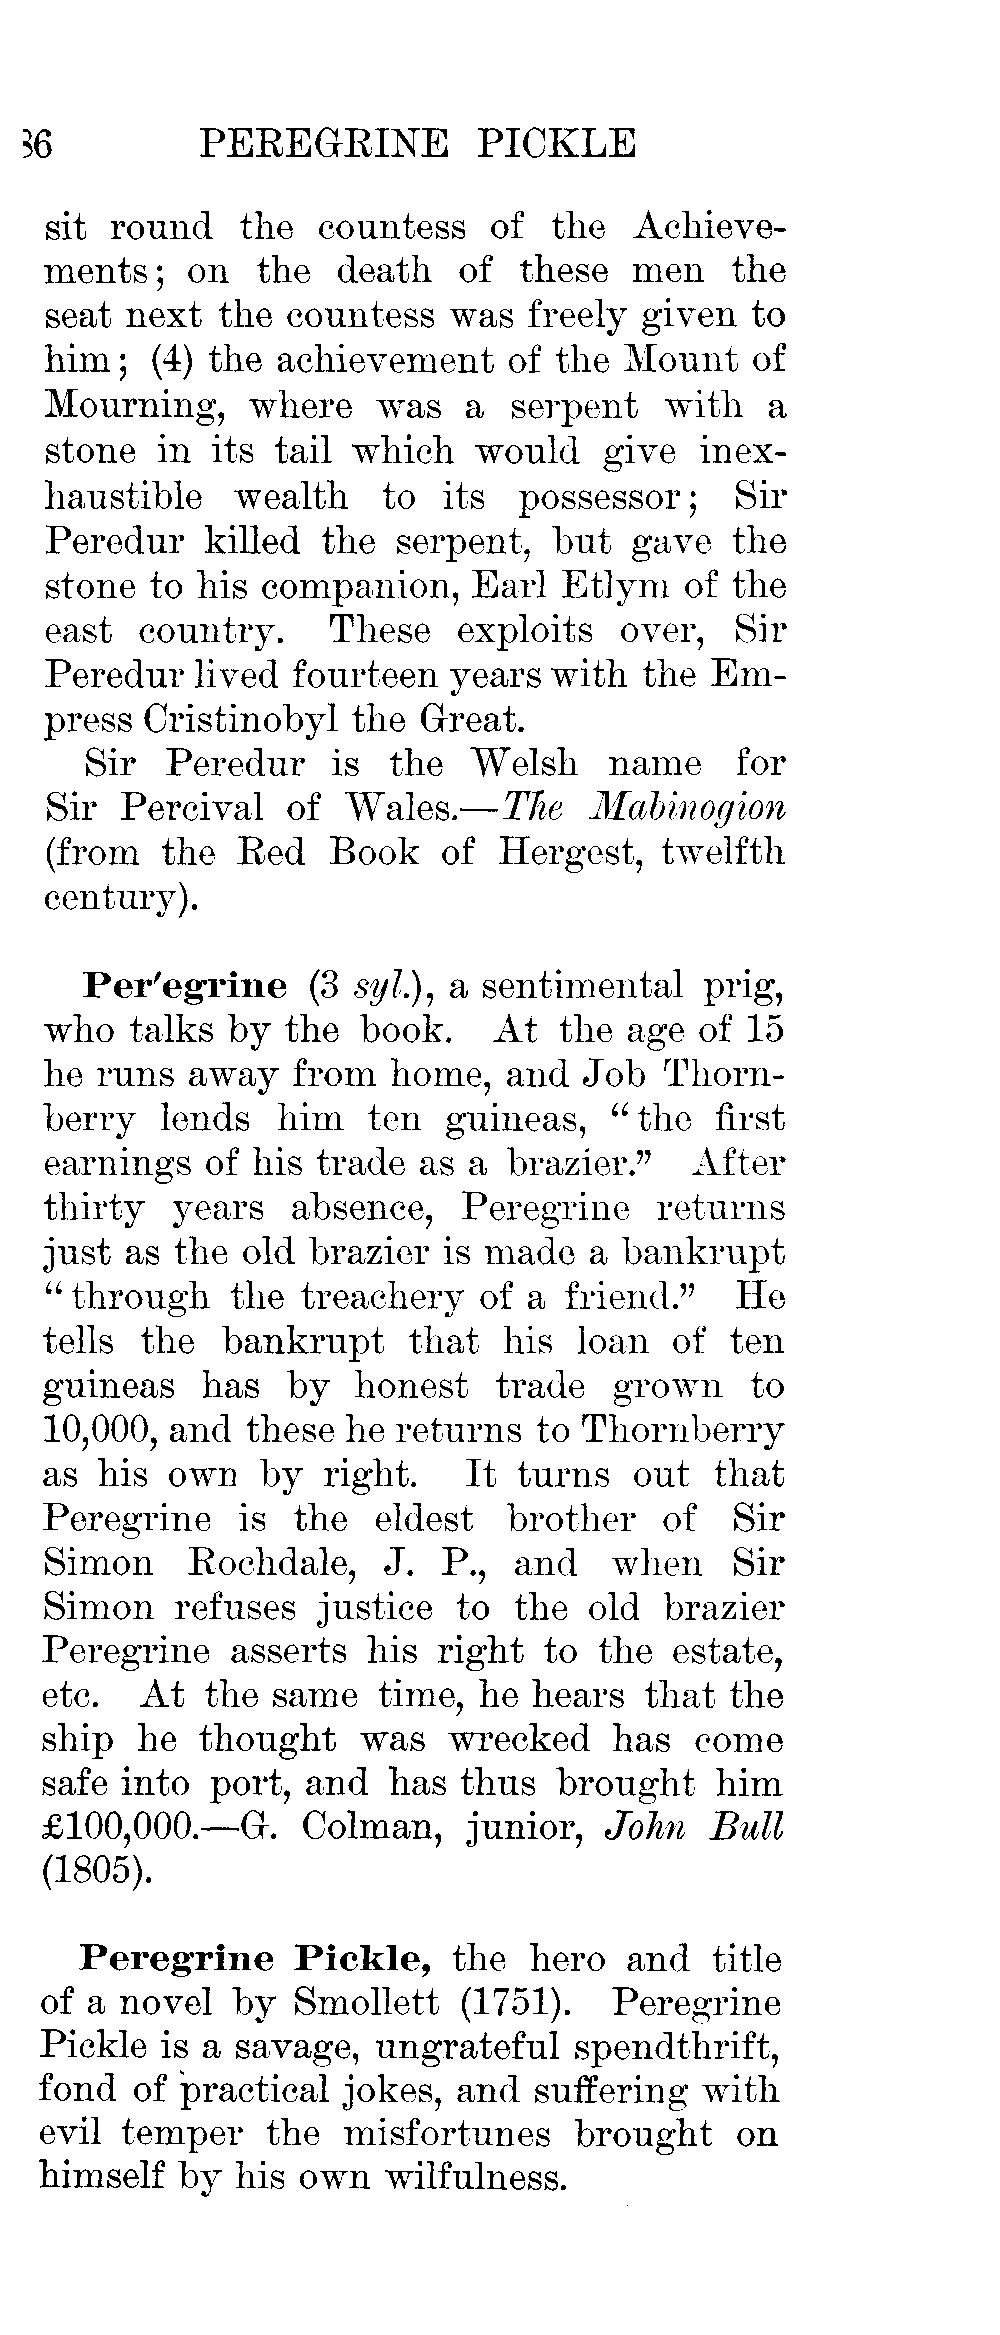 36 PEREGRINE PICKLE
sit round the countess of the Achieve-
ments; on the death of these men the
seat next the countess was freely given to
him; (4) the achievement of the Mount of
Mourning, where was a serpent with a
stone in its tail which would give inex-
haustible wealth to its possessor; Sir
Peredur killed the serpent, but gave the
stone to his companion, Earl Etlym of the
east country. These exploits over, Sir
Peredur lived fourteen years with the Em-
press Cristinobyl the Great.
Sir Peredur is the Welsh name for
Sir Percival of Wales.—The Mabinogion
(from the Red Book of Hergest, twelfth
century).
Per′egrine (3 syl.), a sentimental prig,
who talks by the book. At the age of 15
he runs away from home, and Job Thorn-
berry lends him ten guineas, “the first
earnings of his trade as a brazier.” After
thirty years absence, Peregrine returns
just as the old brazier is made a bankrupt
“through the treachery of a friend.” He
tells the bankrupt that his loan of ten
guineas has by honest trade grown to
10,000, and these he returns to Thornberry
as his own by right. It turns out that
Peregrine is the eldest brother of Sir
Simon Rochdale, J. P., and when Sir
Simon refuses justice to the old brazier
Peregrine asserts his right to the estate,
etc. At the same time, he hears that the
ship he thought was wrecked has come
safe into port, and has thus brought him
£100,000.—G. Colman, junior, John Bull
(1805).
Peregrine Pickle, the hero and title
of a novel by Smollett (1751). Peregrine
Pickle is a savage, ungrateful spendthrift,
fond of practical jokes, and suffering with
evil temper the misfortunes brought on
himself by his own wilfulness.